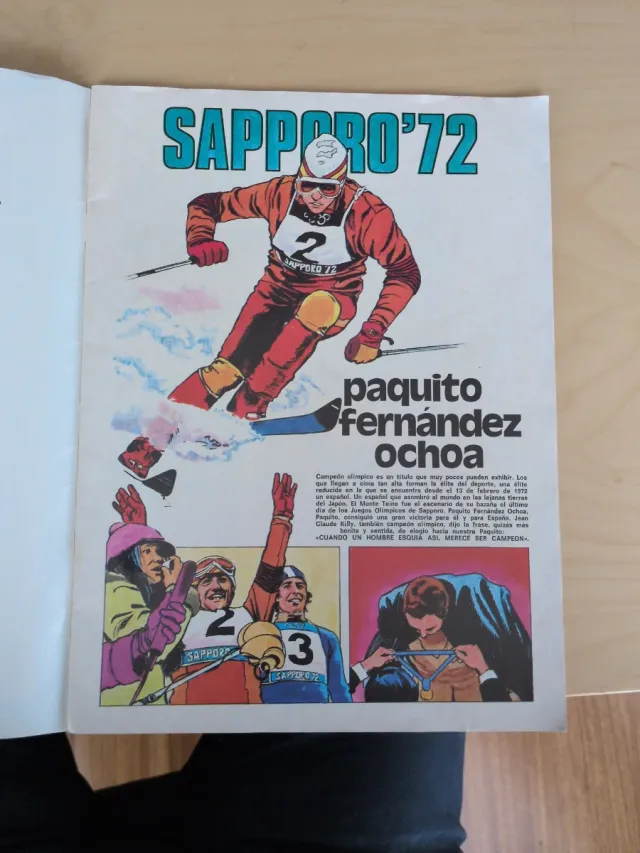 SAPPORO'72
2
SAPPORO 72
paquito
fernández
ochoa
Campeón olímpico es un título que muy pocos pueden exhibir. Los
que llegan a cima tan alta forman la élite del deporte, una élite
reducida en la que se encuentra desde el 13 de febrero de 1972
un español. Un español que asombró al mundo en las lejanas tierras
del Japón. El Monte Teine fue el escenario de su hazaña el último
día de los Juegos Olímpicos de Sapporo. Paquito Fernández Ochoa,
Paquito, consiguió una gran victoria para él y para España. Jean
Claude Killy, también campeón olímpico, dijo la frase, quizás más
bonita y sentida, de elogio hacia nuestro Paquito:
«CUANDO UN HOMBRE ESQUIA ASI, MERECE SER CAMPEON».
2
SAPPORO
3
SAPPORO'72